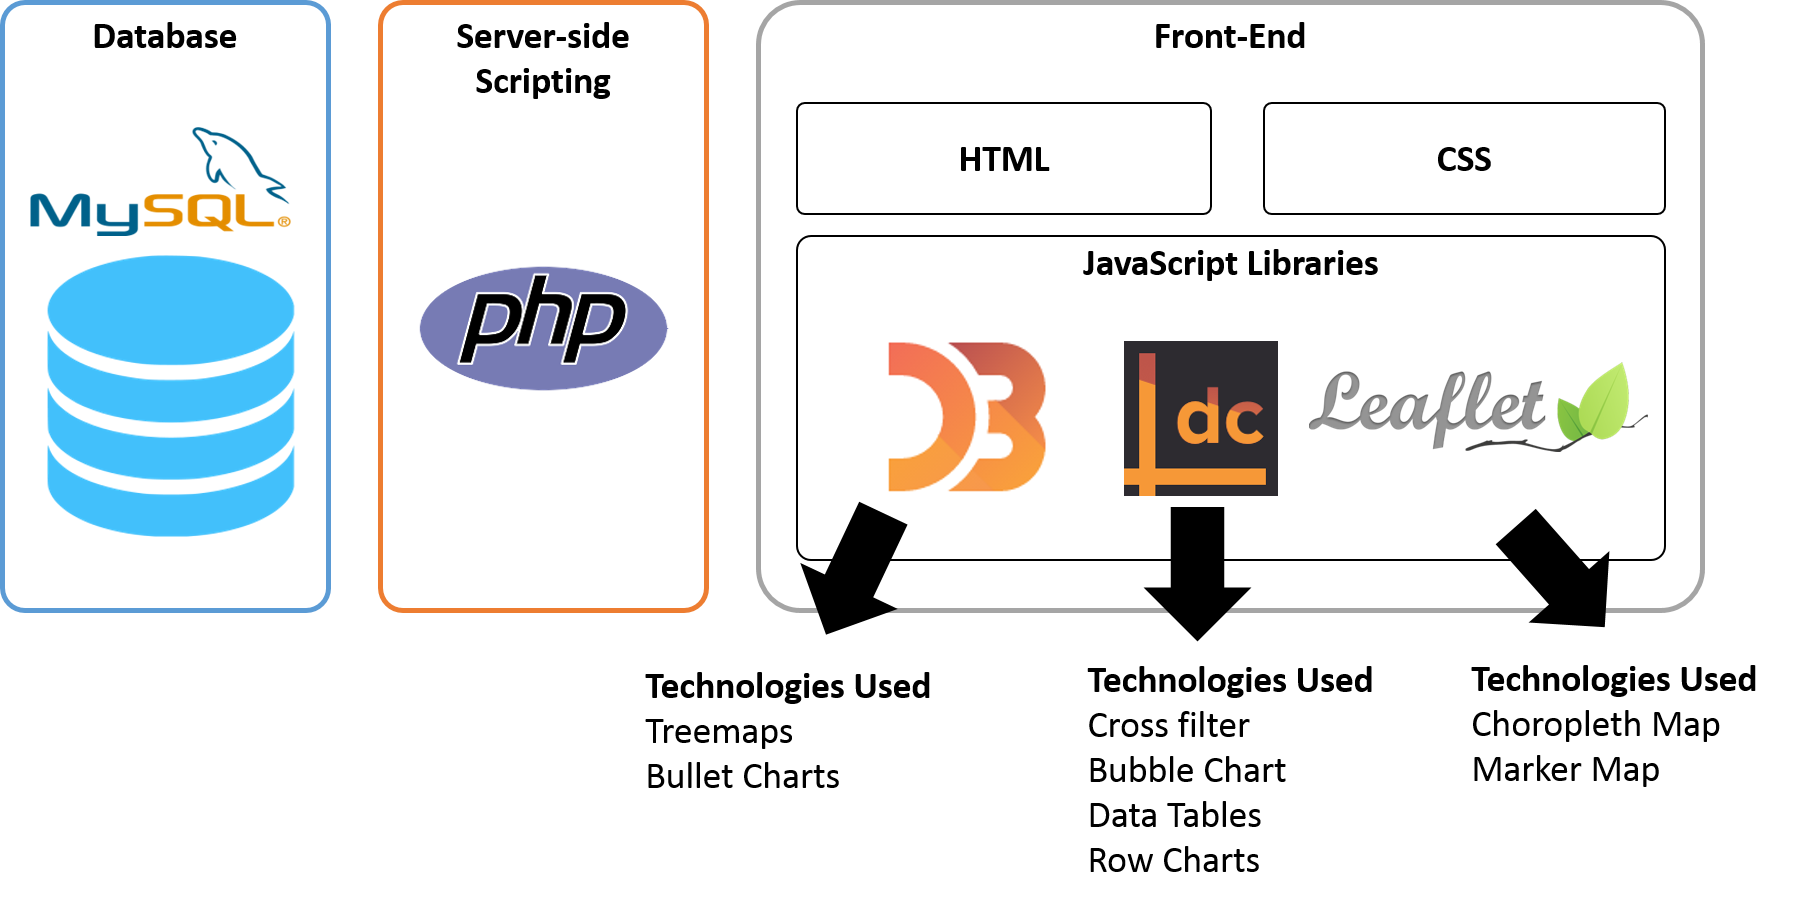 Database
MySQL®
Server-side
Scripting
php
Front-End
HTML
CSS
JavaScript Libraries
D3
dc
Leaflet
Technologies Used
Treemaps
Bullet Charts
Technologies Used
Cross filter
Bubble Chart
Data Tables
Row Charts
Technologies Used
Choropleth Map
Marker Map